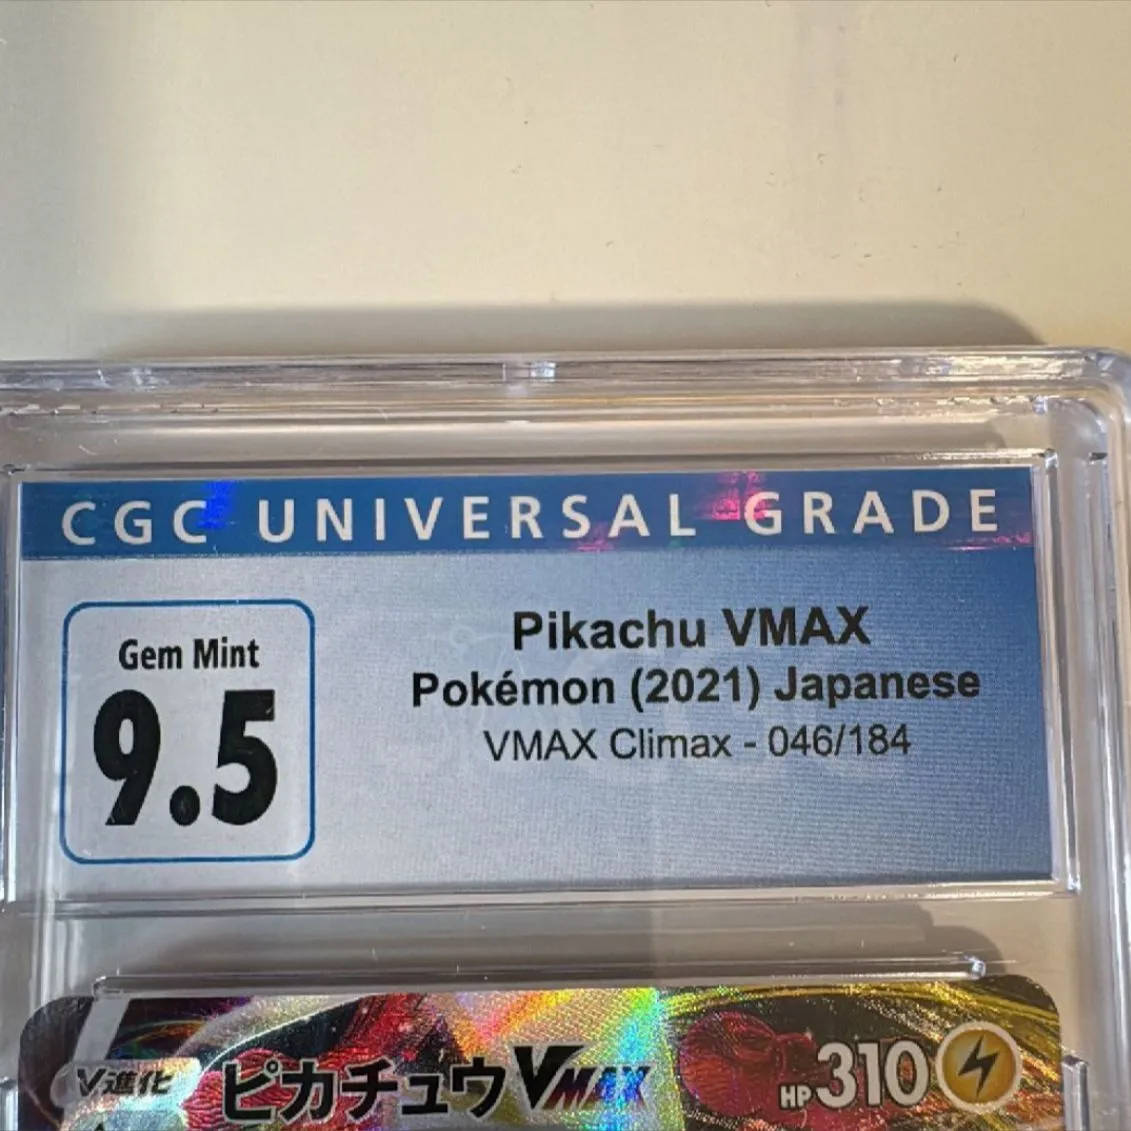 CGC UNIVERSAL GRADE
Gem Mint
9.5
Pikachu VMAX
Pokémon (2021) Japanese
VMAX Climax - 046/184
V進化
ピカチュウVMAX
HP310